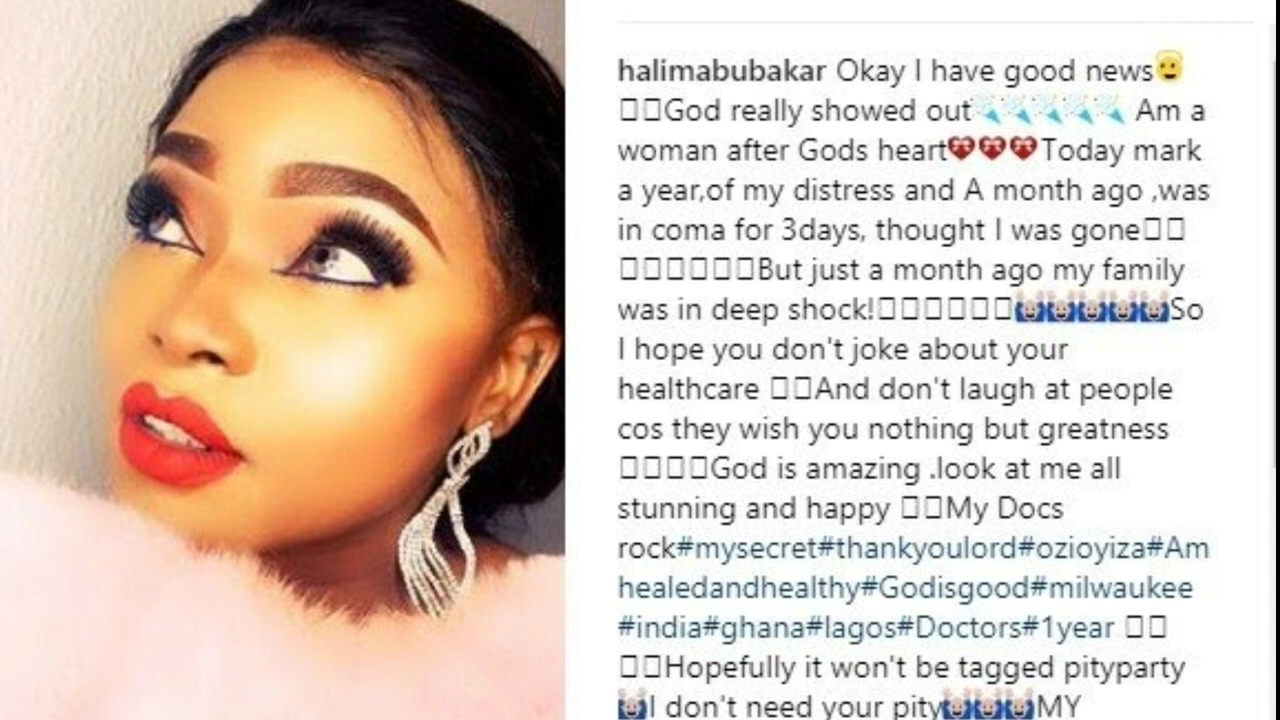 halimabubakar Okay I have good news😇
□□God really showed out🎉🎉🎉🎉🎉 Am a
woman after Gods heart💝💝💝Today mark
a year,of my distress and A month ago ,was
in coma for 3days, thought I was gone□□
□□□□□□But just a month ago my family
was in deep shock!□□□□□□🙌🙌🙌🙌🙌So
I hope you don't joke about your
healthcare □□And don't laugh at people
cos they wish you nothing but greatness
□□□□God is amazing .look at me all
stunning and happy □□My Docs
rock#mysecret#thankyoulord#ozioyiza#Am
healedandhealthy#Godisgood#milwaukee
#india#ghana#lagos#Doctors#1year □□
□□Hopefully it won't be tagged pityparty
🙌I don't need your pity🙌🙌🙌MY